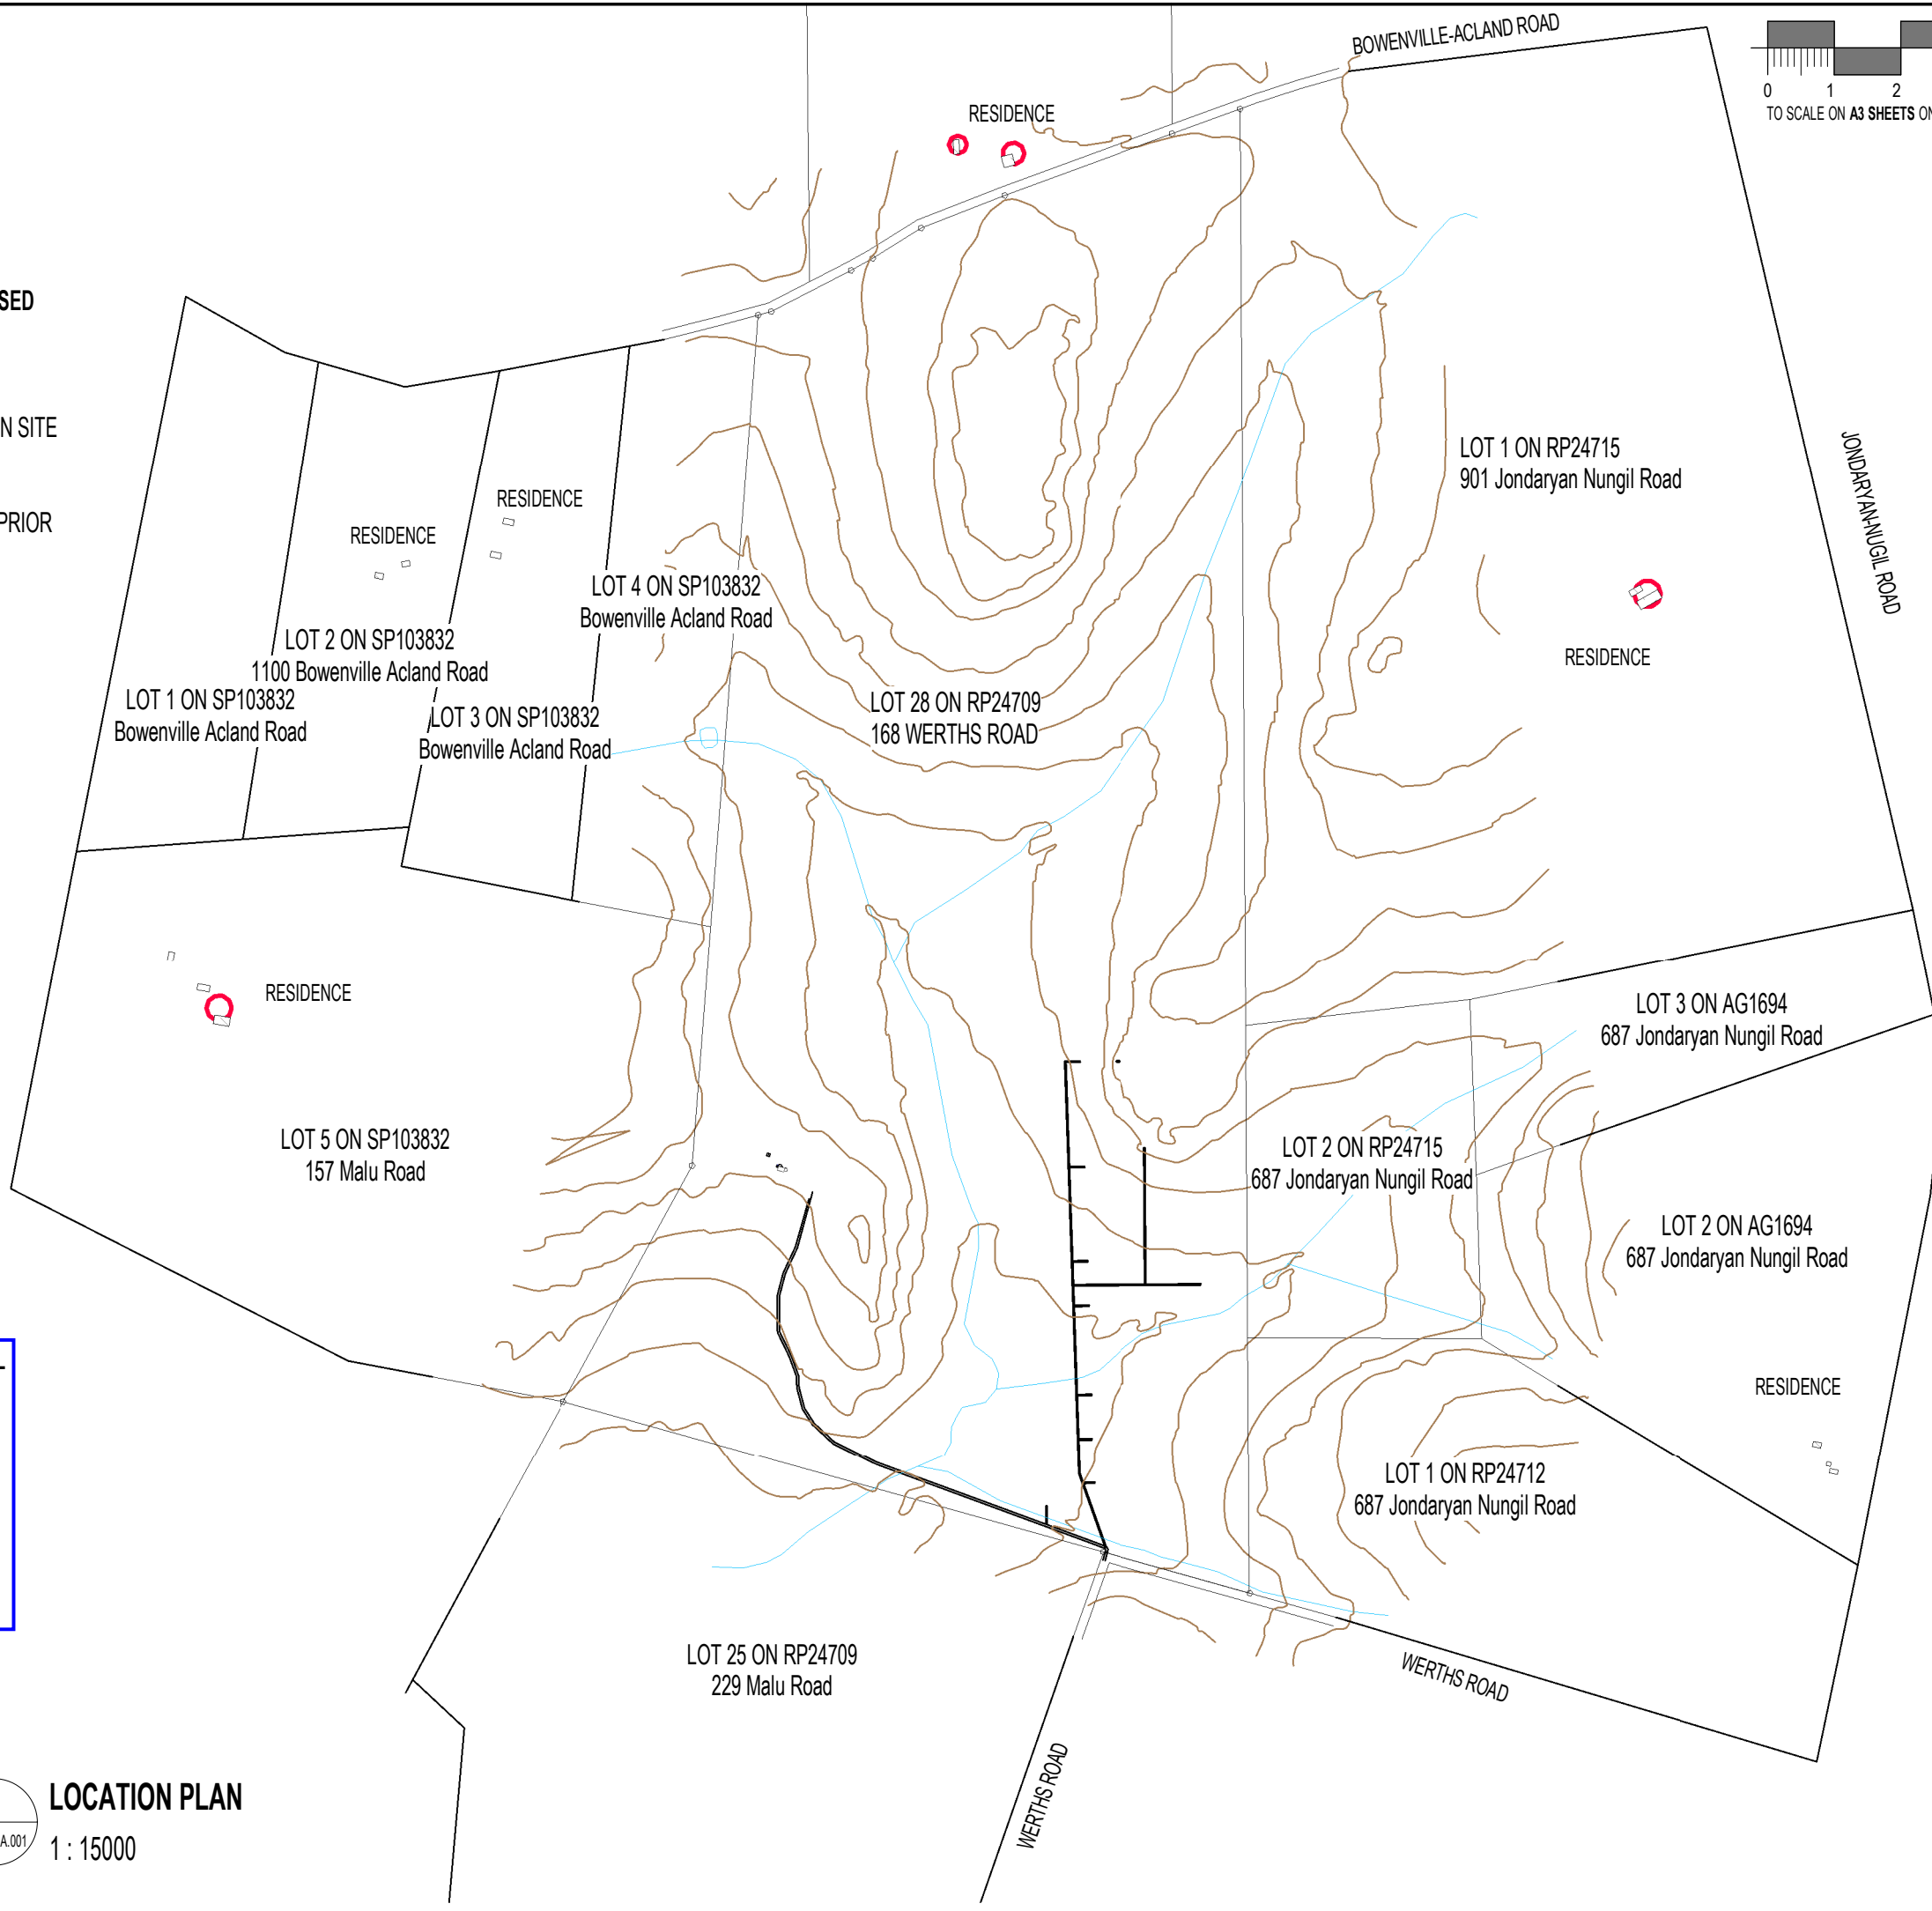 BOWENVILLE-ACLAND ROAD
0 1 2
TO SCALE ON A3 SHEETS ON
RESIDENCE
SED
N SITE
PRIOR
LOT 1 ON RP24715
901 Jondaryan Nungil Road
JONDARYAN-NUGIL ROAD
RESIDENCE
RESIDENCE
LOT 4 ON SP103832
Bowenville Acland Road
LOT 2 ON SP103832
1100 Bowenville Acland Road
RESIDENCE
LOT 1 ON SP103832
Bowenville Acland Road
LOT 3 ON SP103832
Bowenville Acland Road
LOT 28 ON RP24709
168 WERTHS ROAD
RESIDENCE
LOT 3 ON AG1694
687 Jondaryan Nungil Road
LOT 5 ON SP103832
157 Malu Road
LOT 2 ON RP24715
687 Jondaryan Nungil Road
LOT 2 ON AG1694
687 Jondaryan Nungil Road
RESIDENCE
LOT 1 ON RP24712
687 Jondaryan Nungil Road
LOT 25 ON RP24709
229 Malu Road
WERTHS ROAD
WERTHS ROAD
LOCATION PLAN
A.001
1 : 15000